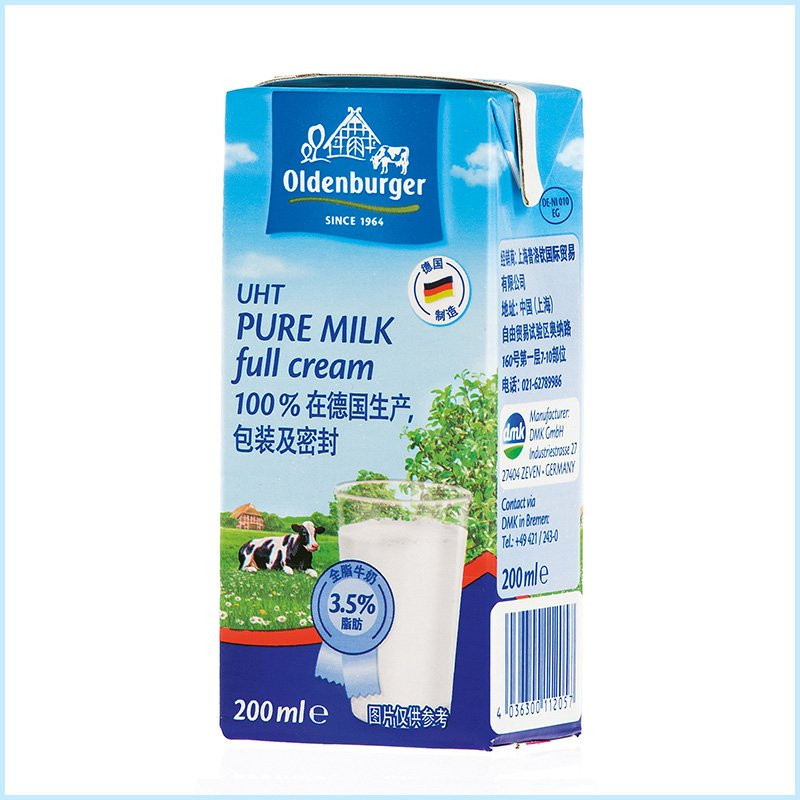 Oldenburger
SINCE 1964
德国
制造
UHT
PURE MILK
full cream
100%在德国生产,
包装及密封
全脂牛奶
3.5%
脂肪
200mle
图片仅供参考
DE-NI 010
EG
经销商: 上海鲁洛钦国际贸易
有限公司
地址: 中国 (上海)
自由贸易试验区奥纳路
160号第一层7-10部位
电话: 021-62789986
dmk
Manufacturer:
DMK GmbH
Industriestrasse 27
27404 ZEVEN • GERMANY
Contact via
DMK in Bremen:
Tel.: +49 421 / 243-0
200mle
4 036300 112057